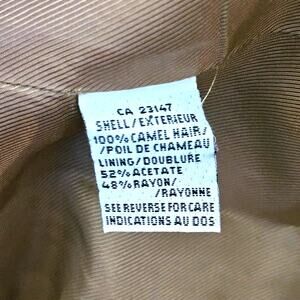 CA 23147
SHELL/EXTERIEUR
100% CAMEL HAIR/
/POIL DE CHAMEAU
LINING/DOUBLURE
52% ACETATE
48% RAYON/
/RAYONNE
SEE REVERSE FOR CARE
INDICATIONS AU DOS